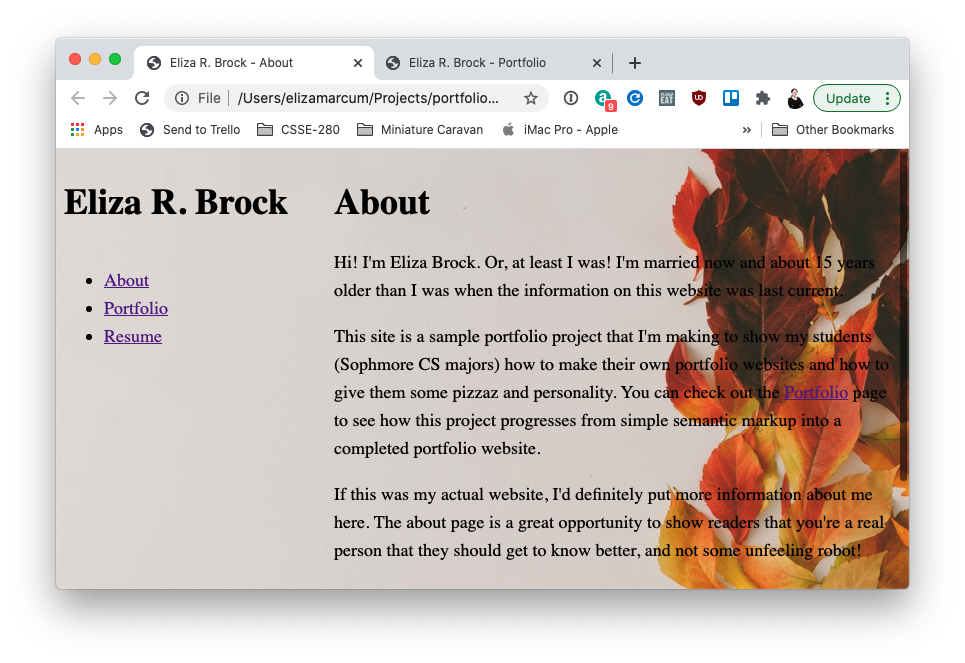 Eliza R. Brock - About
Eliza R. Brock - Portfolio
File
/Users/elizamarcum/Projects/portfolio...
9
UD
Update
Apps
Send to Trello
CSSE-280
Miniature Caravan
iMac Pro - Apple
Other Bookmarks
Eliza R. Brock
About
Portfolio
Resume
About
Hi! I'm Eliza Brock. Or, at least I was! I'm married now and about 15 years
older than I was when the information on this website was last current.
This site is a sample portfolio project that I'm making to show my students
(Sophmore CS majors) how to make their own portfolio websites and how to
give them some pizzaz and personality. You can check out the Portfolio page
to see how this project progresses from simple semantic markup into a
completed portfolio website.
If this was my actual website, I'd definitely put more information about me
here. The about page is a great opportunity to show readers that you're a real
person that they should get to know better, and not some unfeeling robot!